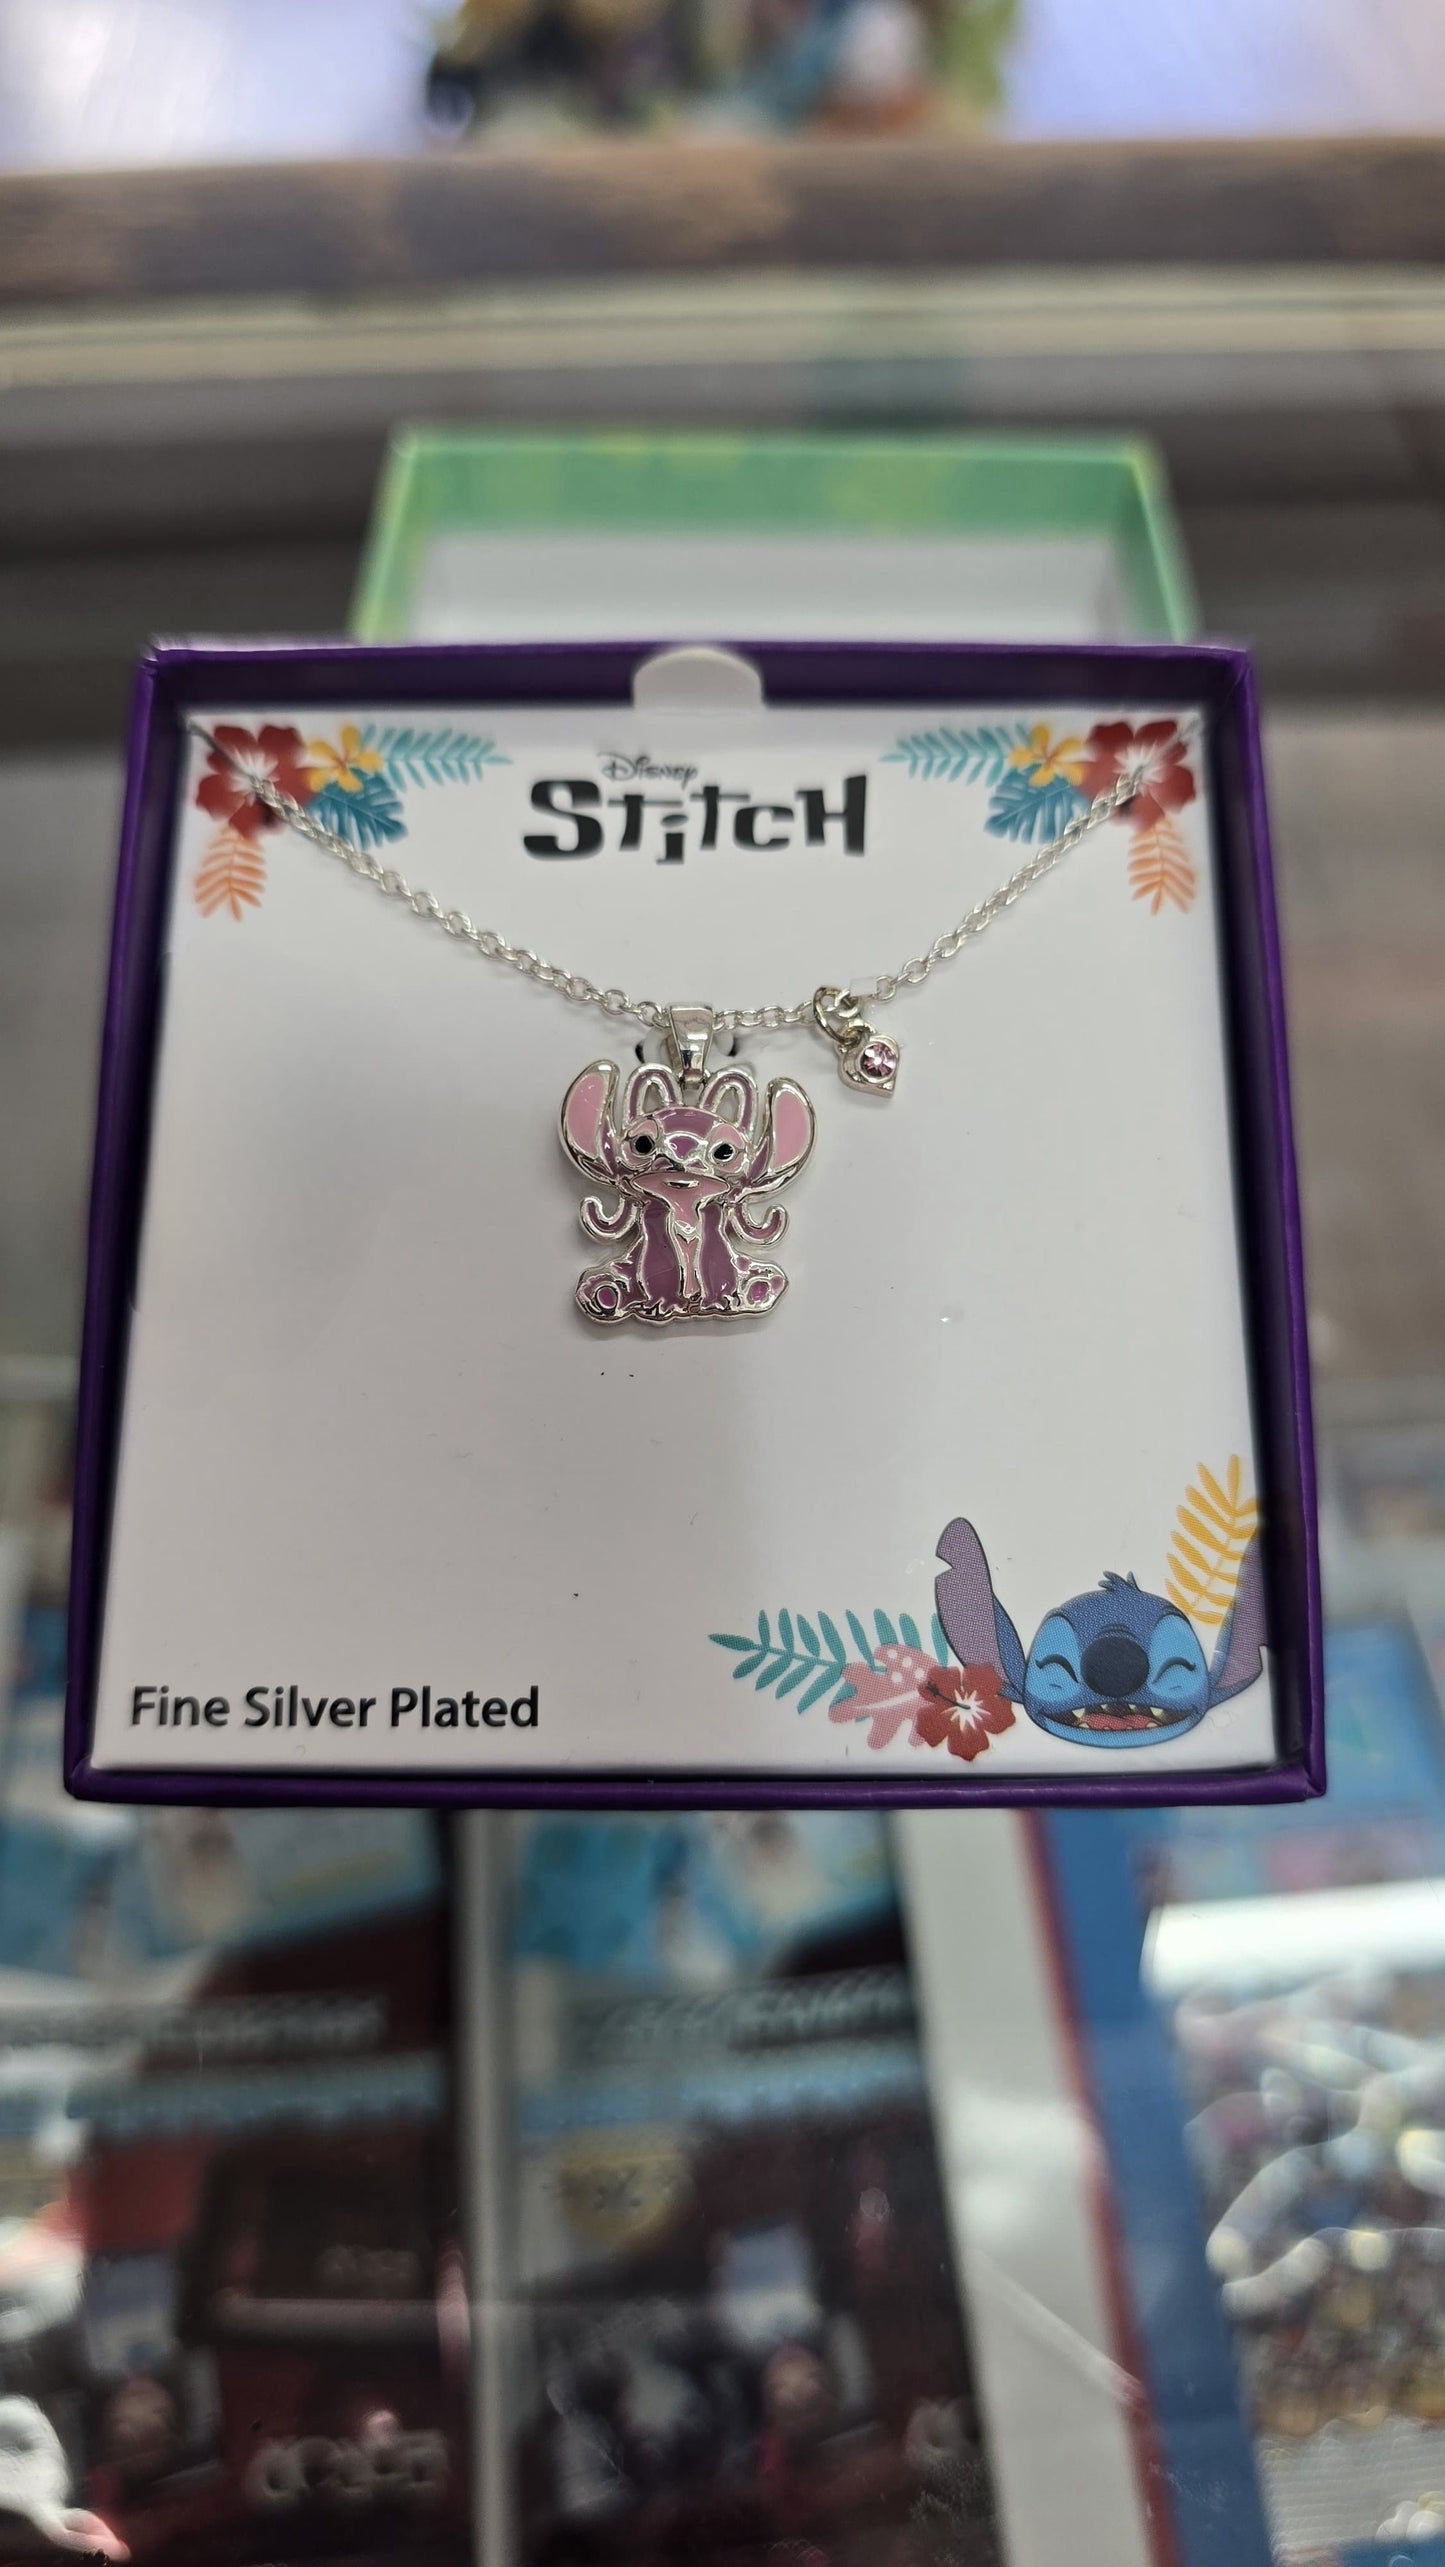 Disney
Stitch
Fine Silver Plated